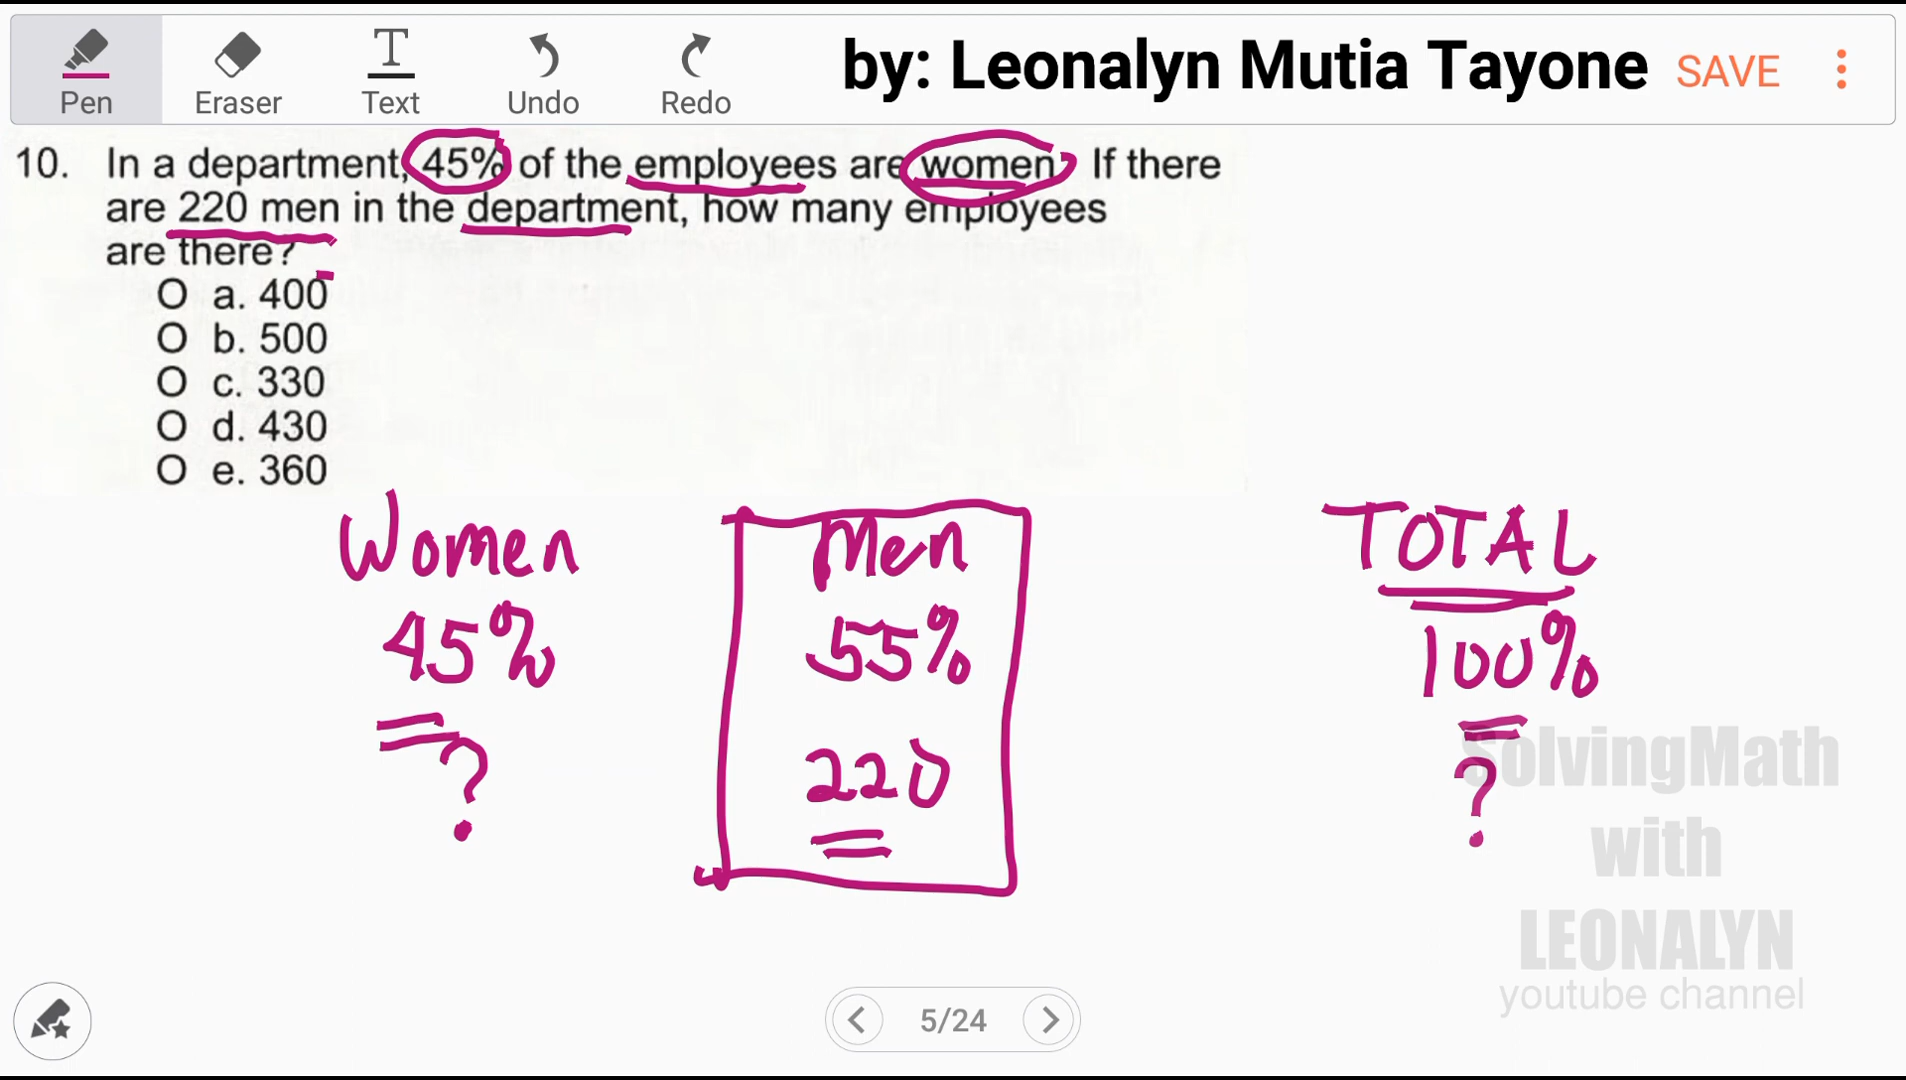 Pen Eraser Text Undo Redo by: Leonalyn Mutia Tayone SAVE
10. In a department, 45% of the employees are women. If there
are 220 men in the department, how many employees
are there?
O a. 400
O b. 500
O c. 330
O d. 430
O e. 360
Women Men TOTAL
45% 55% 100%
? 220 ?
SolvingMath
with
LEONALYN
youtube channel
5/24